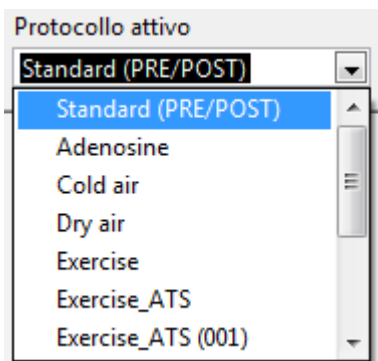 Protocollo attivo
Standard (PRE/POST)
Standard (PRE/POST)
Adenosine
Cold air
Dry air
Exercise
Exercise_ATS
Exercise_ATS (001)